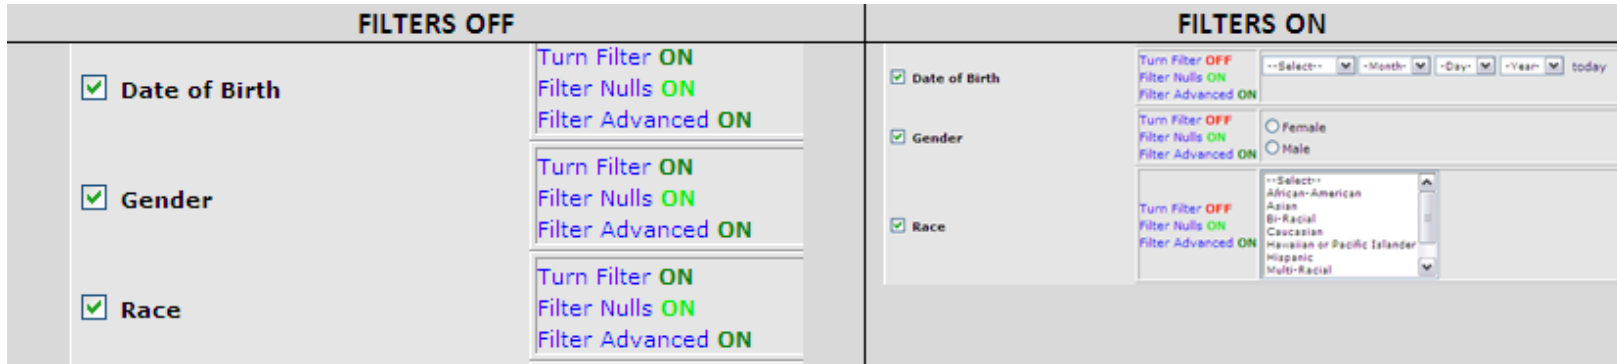 FILTERS OFF
Date of Birth
Turn Filter ON
Filter Nulls ON
Filter Advanced ON
Gender
Turn Filter ON
Filter Nulls ON
Filter Advanced ON
Race
Turn Filter ON
Filter Nulls ON
Filter Advanced ON
FILTERS ON
Date of Birth
Turn Filter OFF
Filter Nulls ON
Filter Advanced ON
--Select-- -Month- -Day- -Year- today
Gender
Turn Filter OFF
Filter Nulls ON
Filter Advanced ON
Female
Male
Race
Turn Filter OFF
Filter Nulls ON
Filter Advanced ON
--Select--
African-American
Asian
Bi-Racial
Caucasian
Hawaiian or Pacific Islander
Hispanic
Multi-Racial